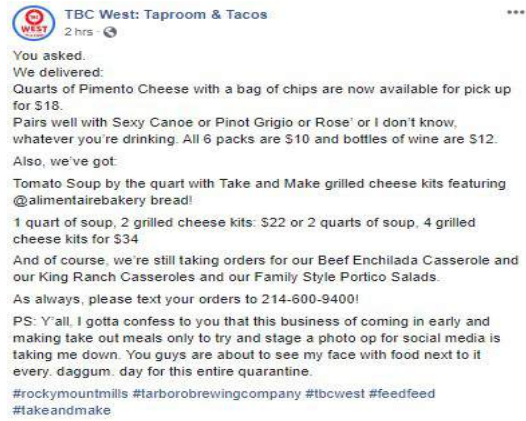 TBC West: Taproom & Tacos
2 hrs ·
You asked.
We delivered:
Quarts of Pimento Cheese with a bag of chips are now available for pick up
for $18.
Pairs well with Sexy Canoe or Pinot Grigio or Rose' or I don't know,
whatever you're drinking. All 6 packs are $10 and bottles of wine are $12.
Also, we've got:
Tomato Soup by the quart with Take and Make grilled cheese kits featuring
@alimentairebakery bread!
1 quart of soup, 2 grilled cheese kits: $22 or 2 quarts of soup, 4 grilled
cheese kits for $34
And of course, we're still taking orders for our Beef Enchilada Casserole and
our King Ranch Casseroles and our Family Style Portico Salads.
As always, please text your orders to 214-600-9400!
PS: Y'all, I gotta confess to you that this business of coming in early and
making take out meals only to try and stage a photo op for social media is
taking me down. You guys are about to see my face with food next to it
every. daggum. day for this entire quarantine.
#rockymountmills #tarborobrewingcompany #tbcwest #feedfeed
#takeandmake
WEST